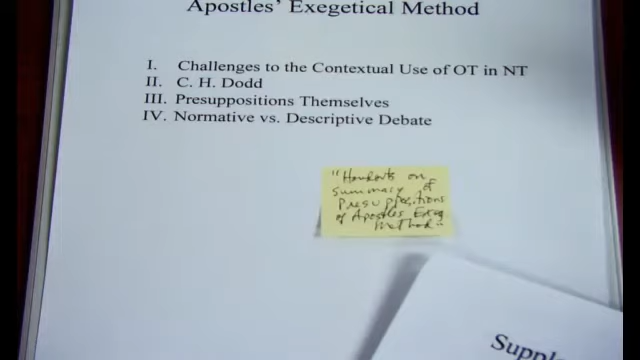 Apostles' Exegetical Method
I. Challenges to the Contextual Use of OT in NT
II. C. H. Dodd
III. Presuppositions Themselves
IV. Normative vs. Descriptive Debate
"Handouts on
summary of
Presuppositions
of Apostles Exeg
Method"